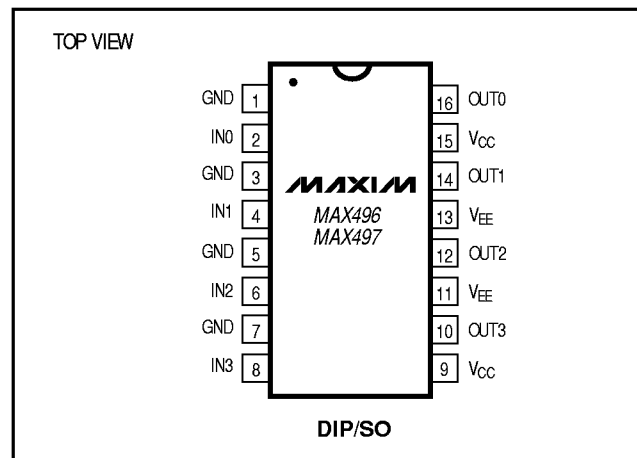 TOP VIEW
GND 1
16 OUT0
IN0 2
15 VCC
GND 3
14 OUT1
MAXIM
IN1 4
MAX496
13 VEE
MAX497
GND 5
12 OUT2
IN2 6
11 VEE
GND 7
10 OUT3
IN3 8
9 VCC
DIP/SO